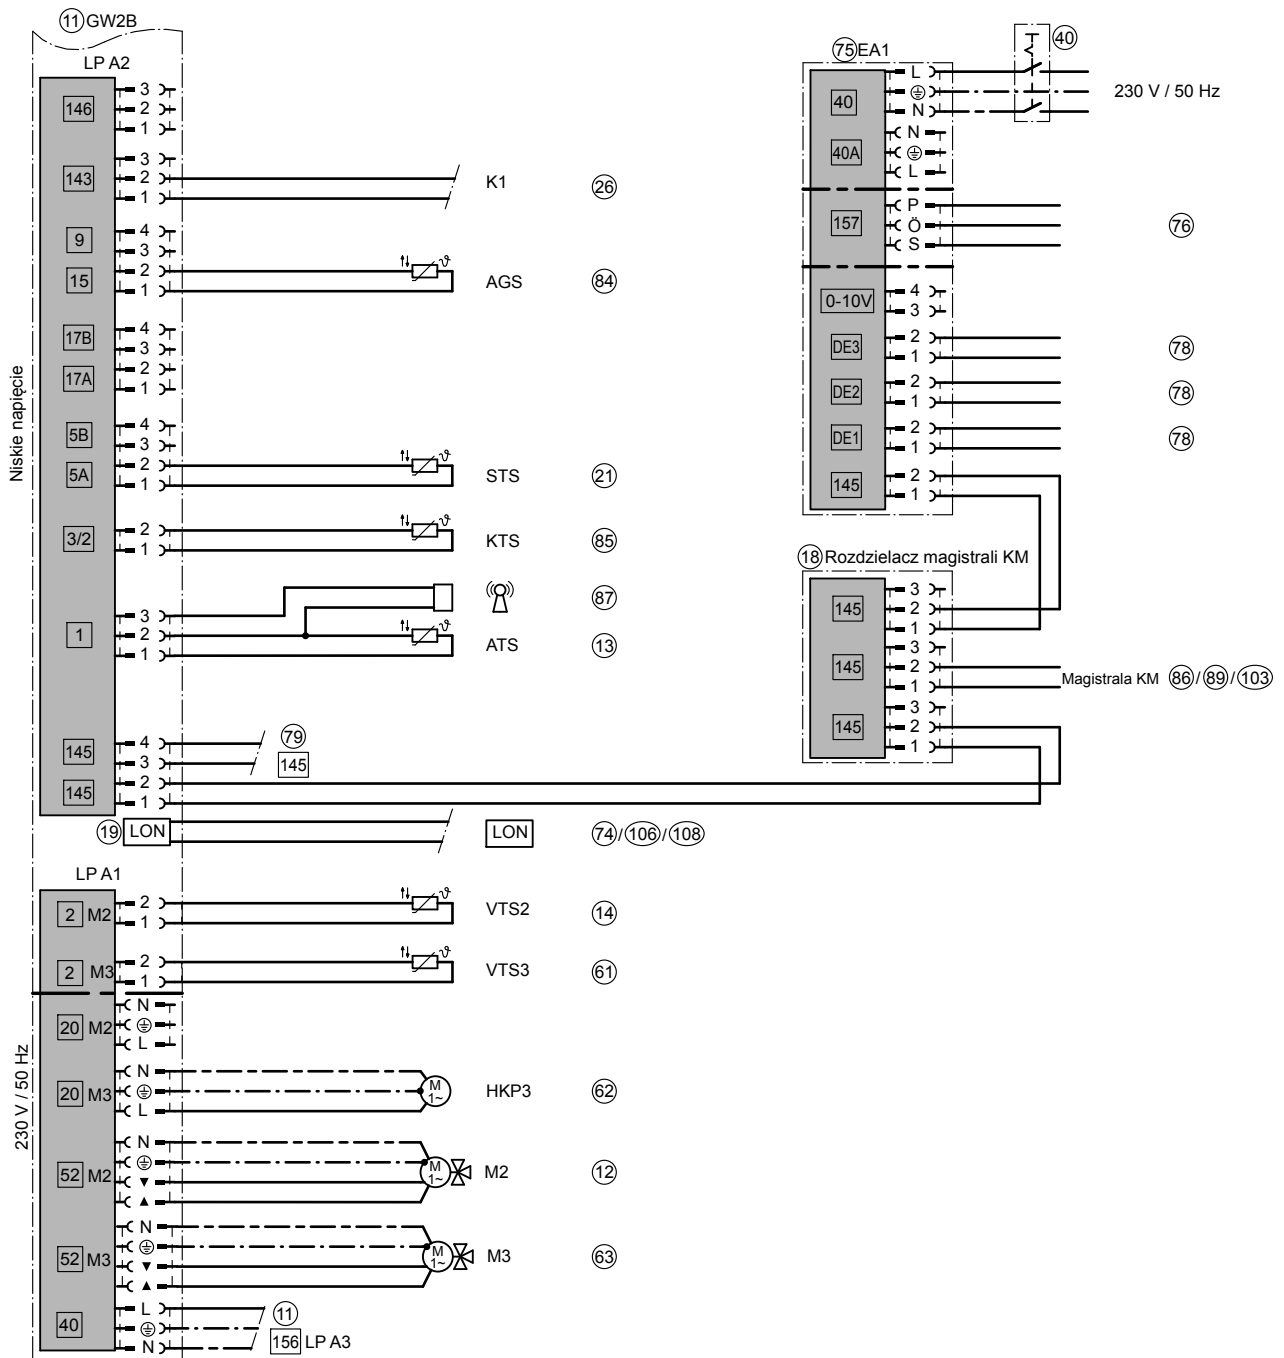 11 GW2B
LP A2
Niskie napięcie
146
3
2
1
143
3
2
1
K1
26
9
4
3
15
2
1
AGS
84
17B
4
3
17A
2
1
5B
4
3
5A
2
1
STS
21
3/2
2
1
KTS
85
87
1
3
2
1
ATS
13
145
4
3
79
145
145
2
1
19 LON
LON
74/106/108
LP A1
2 M2
2
1
VTS2
14
2 M3
2
1
VTS3
61
230 V / 50 Hz
20 M2
N
L
20 M3
N
L
M
1~
HKP3
62
52 M2
N
▼
▲
M
1~
M2
12
52 M3
N
▼
▲
M
1~
M3
63
40
L
N
11
156 LP A3
75 EA1
40
40
L
N
230 V / 50 Hz
40A
N
L
157
P
Ö
S
76
0-10V
4
3
DE3
2
1
78
DE2
2
1
78
DE1
2
1
78
145
2
1
18 Rozdzielacz magistrali KM
145
3
2
1
145
3
2
1
Magistrala KM 86/89/103
145
3
2
1